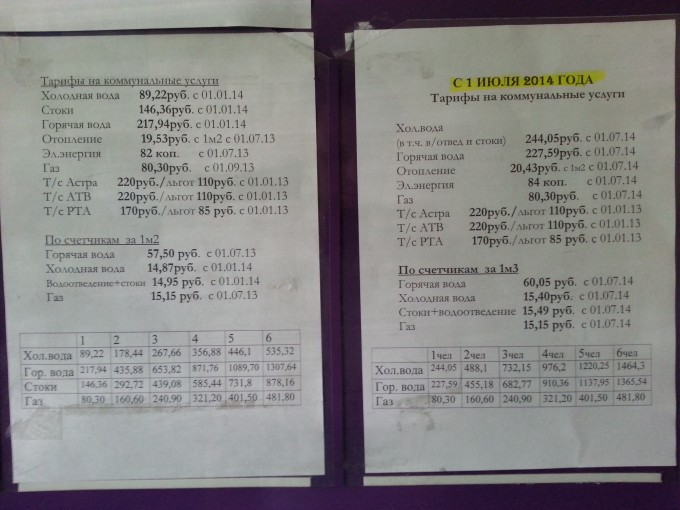 Тарифы на коммунальные услуги
Холодная вода 89,22руб. с 01.01.14
Стоки 146,36руб. с 01.01.14
Горячая вода 217,94руб. с 01.01.14
Отопление 19,53руб. с 1м2 с 01.07.13
Эл.энергия 82 коп. с 01.07.13
Газ 80,30руб. с 01.09.13
Т/с Астра 220руб./льгот 110руб. с 01.01.13
Т/с АТВ 220руб./льгот 110руб. с 01.01.13
Т/с РТА 170руб./льгот 85 руб. с 01.01.13
По счетчикам за 1м2
Горячая вода 57,50 руб. с 01.07.13
Холодная вода 14,87руб. с 01.01.14
Водоотведение+стоки 14,95 руб. с 01.01.14
Газ 15,15 руб. с 01.07.13
1 2 3 4 5 6
Хол.вода 89,22 178,44 267,66 356,88 446,1 535,32
Гор. вода 217,94 435,88 653,82 871,76 1089,70 1307,64
Стоки 146,36 292,72 439,08 585,44 731,8 878,16
Газ 80,30 160,60 240,90 321,20 401,50 481,80
С 1 ИЮЛЯ 2014 ГОДА
Тарифы на коммунальные услуги
Хол.вода
(в т.ч. в/отвед и стоки) 244,05руб. с 01.07.14
Горячая вода 227,59руб. с 01.07.14
Отопление 20,43руб. с 1м2 с 01.07.14
Эл.энергия 84 коп. с 01.07.14
Газ 80,30руб. с 01.07.14
Т/с Астра 220руб./льгот 110руб. с 01.01.13
Т/с АТВ 220руб./льгот 110руб. с 01.01.13
Т/с РТА 170руб./льгот 85 руб. с 01.01.13
По счетчикам за 1м3
Горячая вода 60,05 руб. с 01.07.14
Холодная вода 15,40руб. с 01.07.14
Стоки+водоотведение 15,49 руб. с 01.07.14
Газ 15,15 руб. с 01.07.14
1чел 2чел 3чел 4чел 5чел 6чел
Хол.вода 244,05 488,1 732,15 976,2 1220,25 1464,3
Гор. вода 227,59 455,18 682,77 910,36 1137,95 1365,54
Газ 80,30 160,60 240,90 321,20 401,50 481,80